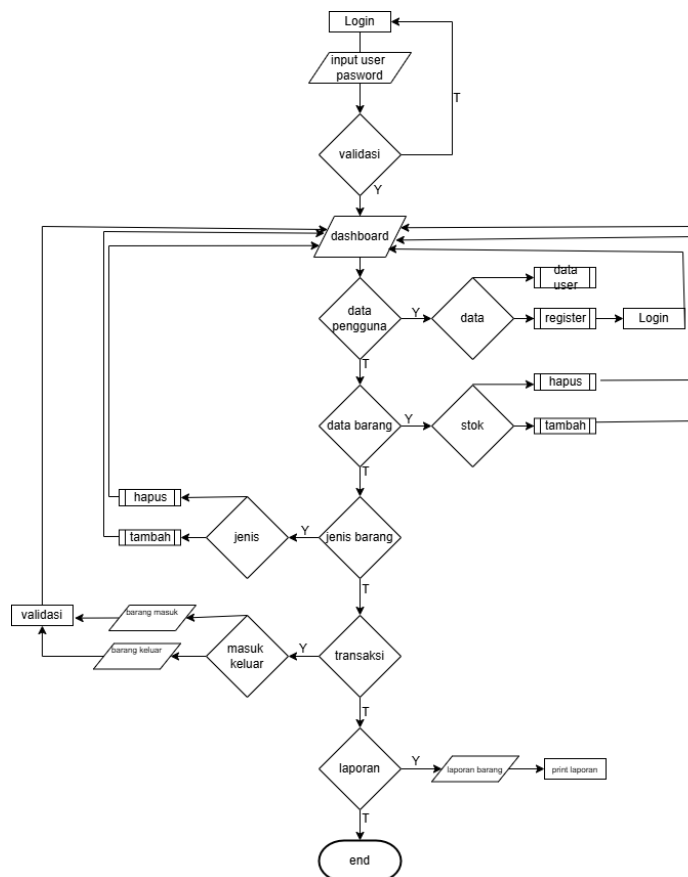 Login
input user
pasword
T
validasi
Y
dashboard
data
pengguna
Y
data
data
user
register
Login
T
data barang
Y
stok
hapus
tambah
T
hapus
tambah
jenis
Y
jenis barang
T
validasi
barang masuk
barang keluar
masuk
keluar
Y
transaksi
T
laporan
Y
laporan barang
print laporan
T
end